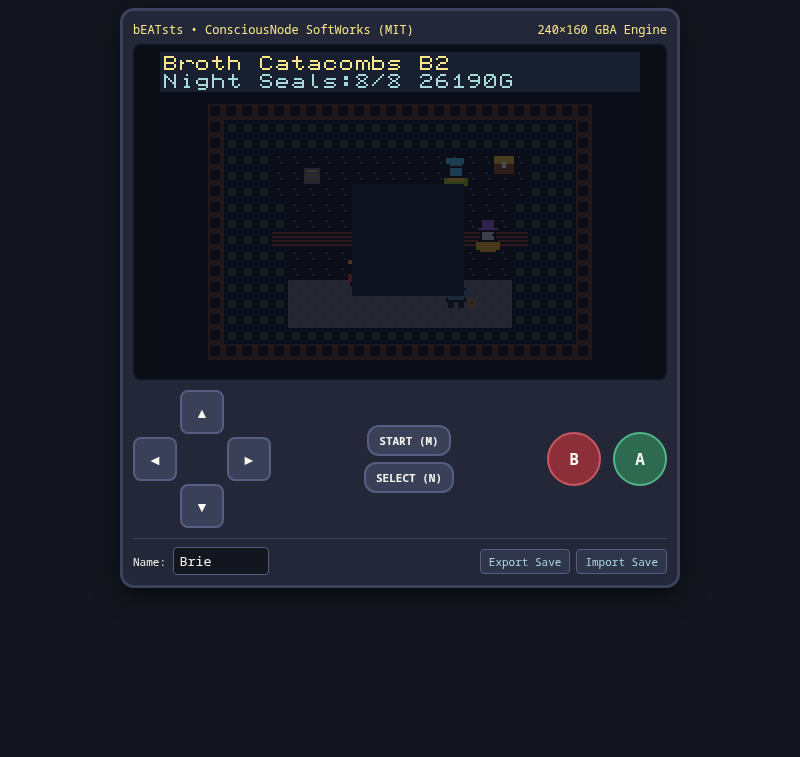 bEATsts • ConsciousNode SoftWorks (MIT)
240×160 GBA Engine
Broth Catacombs B2
Night Seals:8/8 26190G
▲
◄
►
▼
START (M)
SELECT (N)
B
A
Name: Brie
Export Save
Import Save